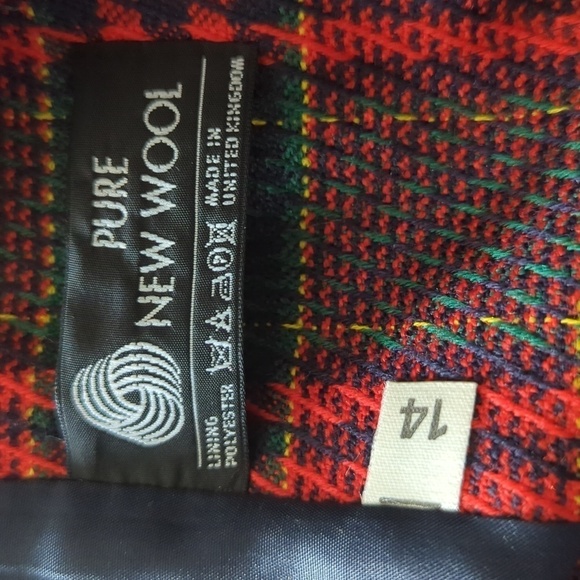 PURE
NEW WOOL
MADE IN
UNITED KINGDOM
LINING
POLYESTER
14